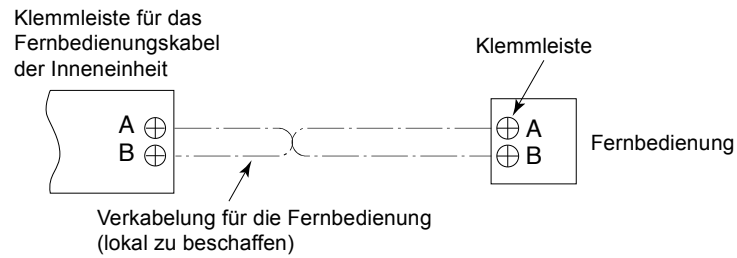 Klemmleiste für das
Fernbedienungskabel
der Inneneinheit
Klemmleiste
A
B
A
B
Fernbedienung
Verkabelung für die Fernbedienung
(lokal zu beschaffen)